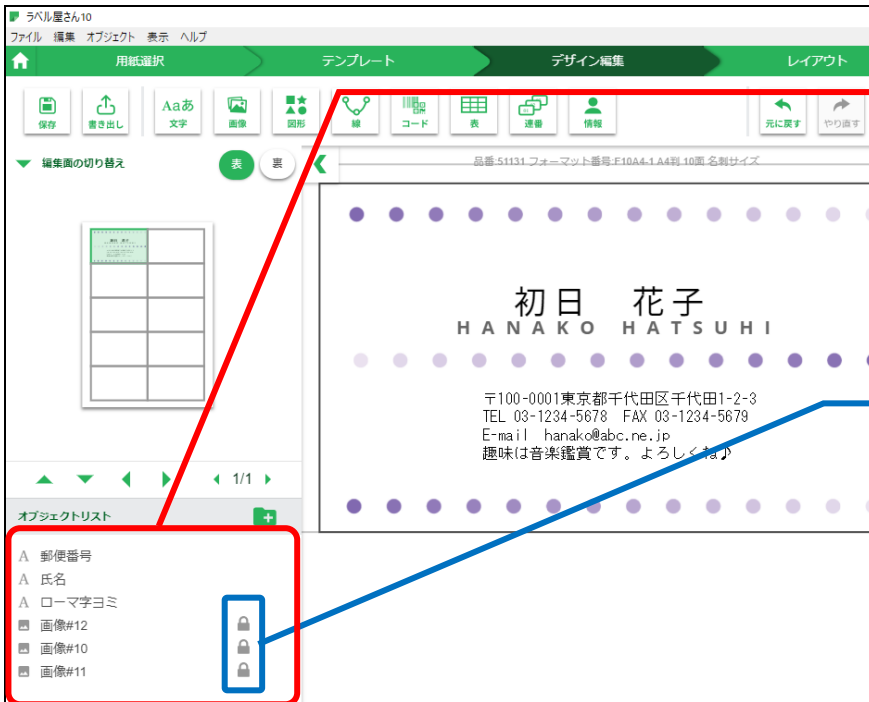 ラベル屋さん10
ファイル 編集 オブジェクト 表示 ヘルプ
用紙選択 テンプレート デザイン編集 レイアウト
Aaあ
保存 書き出し 文字 画像 図形 線 コード 表 連番 情報 元に戻す やり直す
編集面の切り替え 表 裏
品番:51131 フォーマット番号:F10A4-1 A4判 10面 名刺サイズ
初日 花子
HANAKO HATSUHI
〒100-0001東京都千代田区千代田1-2-3
TEL 03-1234-5678 FAX 03-1234-5679
E-mail hanako@abc.ne.jp
趣味は音楽鑑賞です。よろしくね♪
1/1
オブジェクトリスト
A 郵便番号
A 氏名
A ローマ字ヨミ
画像#12
画像#10
画像#11